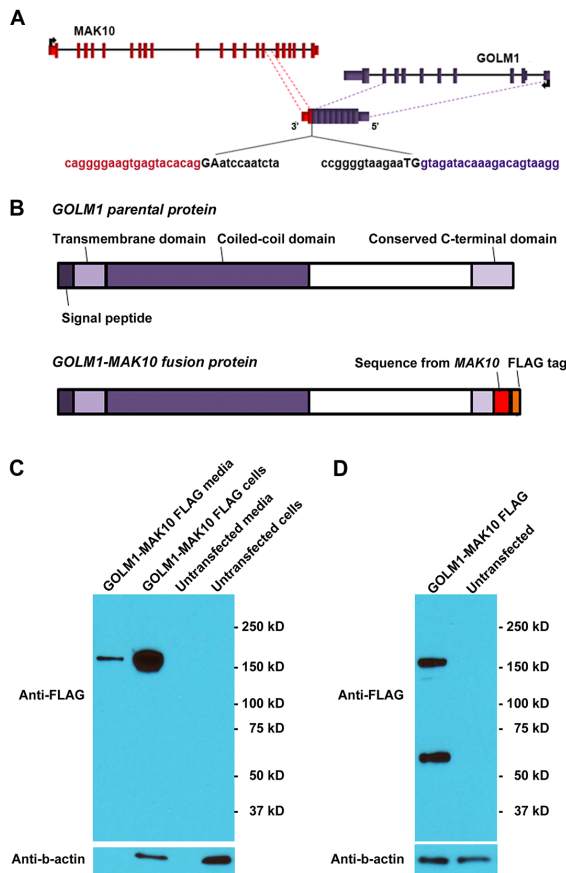 A
MAK10
GOLM1
3' 5'
caggggaagtgagtacacagGAatccaatcta ccggggtaagaaTGgtagatacaaagacagtaagg
B
GOLM1 parental protein
Transmembrane domain Coiled-coil domain Conserved C-terminal domain
Signal peptide
GOLM1-MAK10 fusion protein
Sequence from MAK10 FLAG tag
C
GOLM1-MAK10 FLAG media
GOLM1-MAK10 FLAG cells
Untransfected media
Untransfected cells
- 250 kD
- 150 kD
Anti-FLAG
- 100 kD
- 75 kD
- 50 kD
- 37 kD
Anti-b-actin
D
GOLM1-MAK10 FLAG
Untransfected
- 250 kD
- 150 kD
Anti-FLAG
- 100 kD
- 75 kD
- 50 kD
- 37 kD
Anti-b-actin